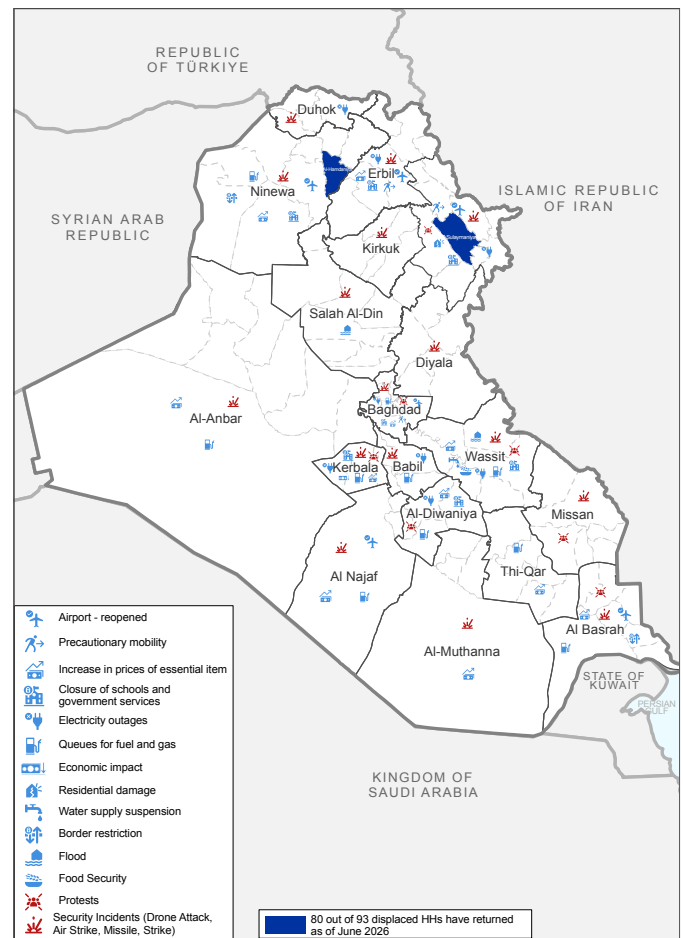 REPUBLIC
OF TÜRKIYE
Duhok
Al-Hamdaniya
Erbil
Ninewa
ISLAMIC REPUBLIC
OF IRAN
SYRIAN ARAB
REPUBLIC
Sulaymaniya
Kirkuk
Salah Al-Din
Diyala
Al-Anbar
Baghdad
Wassit
Kerbala
Babil
Al-Diwaniya
Missan
Thi-Qar
Al Najaf
Al Basrah
Al-Muthanna
STATE OF
KUWAIT
PERSIAN
GULF
KINGDOM OF
SAUDI ARABIA
Airport - reopened
Precautionary mobility
Increase in prices of essential item
Closure of schools and
government services
Electricity outages
Queues for fuel and gas
Economic impact
Residential damage
Water supply suspension
Border restriction
Flood
Food Security
Protests
Security Incidents (Drone Attack,
Air Strike, Missile, Strike)
80 out of 93 displaced HHs have returned
as of June 2026